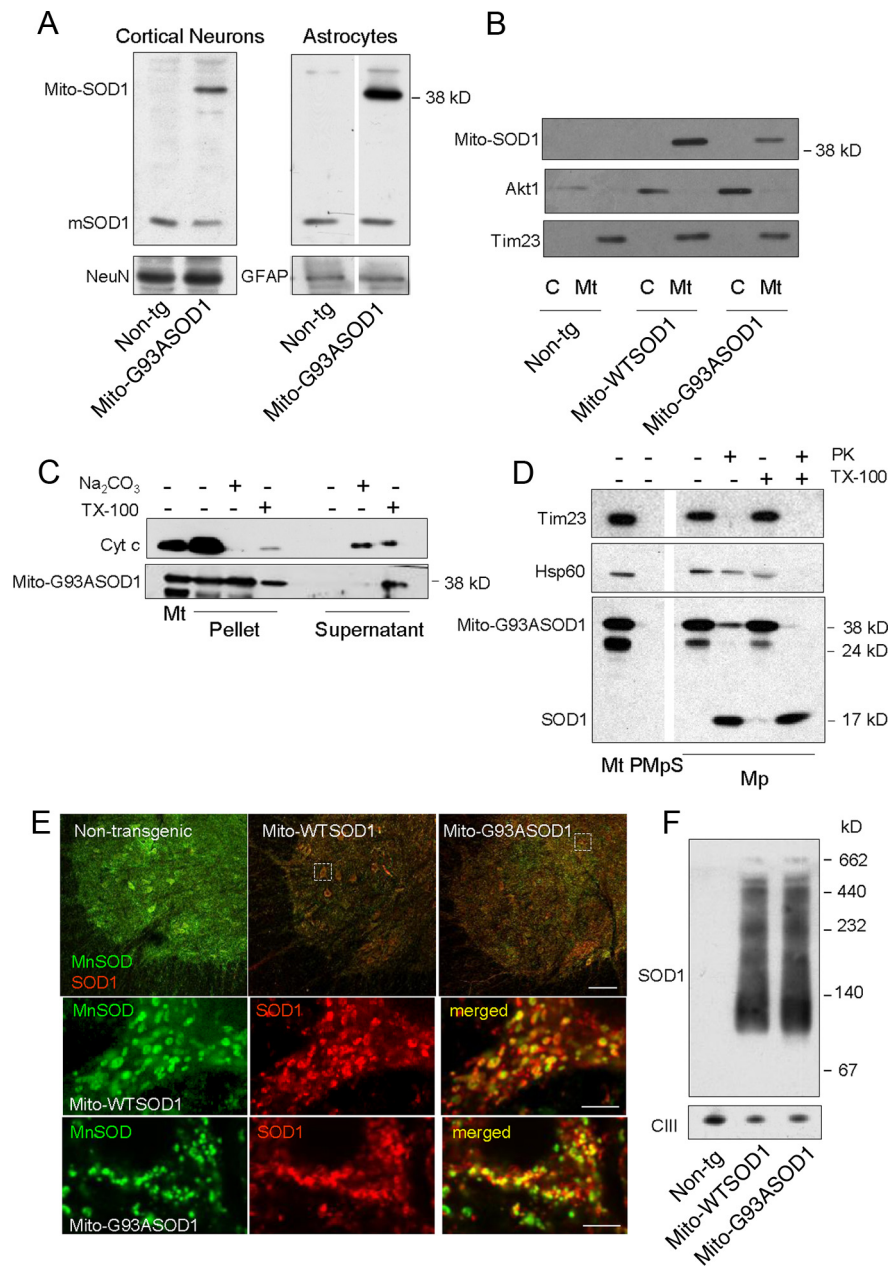 A
Cortical Neurons
Astrocytes
Mito-SOD1
38 kD
mSOD1
NeuN
GFAP
Non-tg
Mito-G93ASOD1
Non-tg
Mito-G93ASOD1
B
Mito-SOD1
38 kD
Akt1
Tim23
C Mt C Mt C Mt
Non-tg
Mito-WTSOD1
Mito-G93ASOD1
C
Na2CO3 - - + - - + -
TX-100 - - - + - - +
Cyt c
Mito-G93ASOD1
38 kD
Mt
Pellet
Supernatant
D
- - - + - + PK
- - - - + + TX-100
Tim23
Hsp60
Mito-G93ASOD1
38 kD
24 kD
SOD1
17 kD
Mt PMpS
Mp
E
Non-transgenic
Mito-WTSOD1
Mito-G93ASOD1
MnSOD
SOD1
MnSOD
SOD1
merged
Mito-WTSOD1
MnSOD
SOD1
merged
Mito-G93ASOD1
F
kD
662
440
232
SOD1
140
67
CIII
Non-tg
Mito-WTSOD1
Mito-G93ASOD1